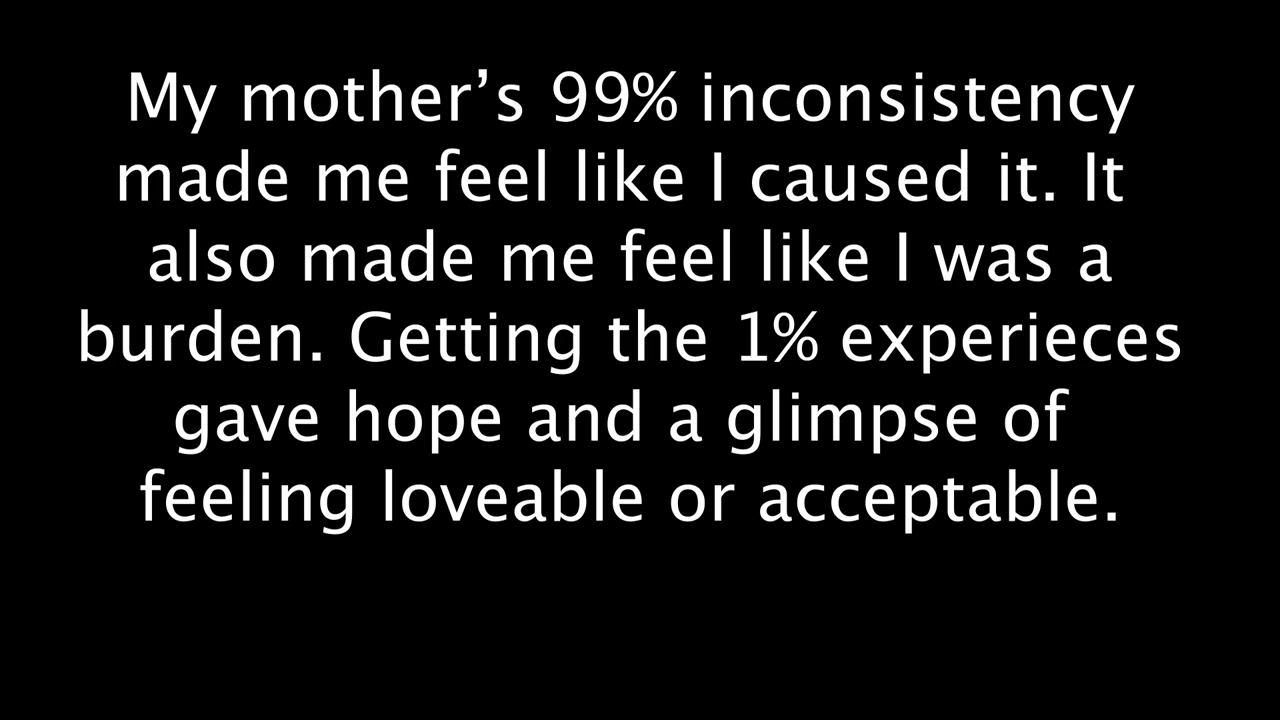 My mother’s 99% inconsistency
made me feel like I caused it. It
also made me feel like I was a
burden. Getting the 1% experieces
gave hope and a glimpse of
feeling loveable or acceptable.